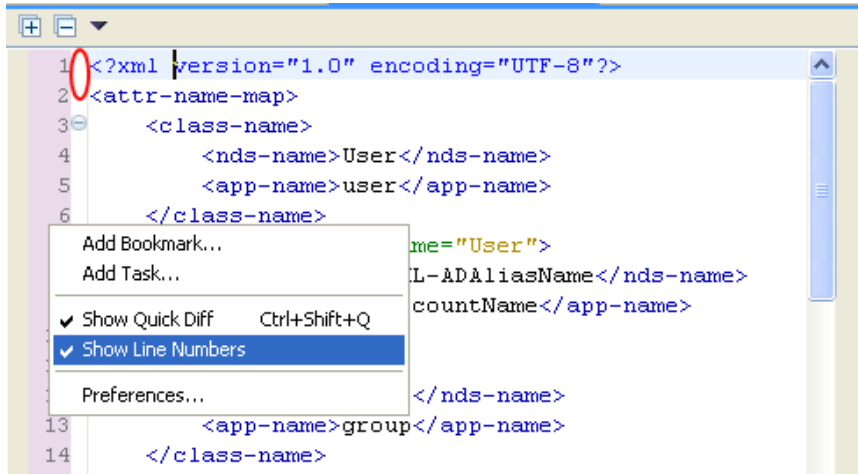 1 <?xml version="1.0" encoding="UTF-8"?>
2 <attr-name-map>
3 <class-name>
4 <nds-name>User</nds-name>
5 <app-name>user</app-name>
6 </class-name>
Add Bookmark...
me="User">
Add Task...
L-ADAliasName</nds-name>
Show Quick Diff Ctrl+Shift+Q
countName</app-name>
Show Line Numbers
Preferences...
</nds-name>
13 <app-name>group</app-name>
14 </class-name>